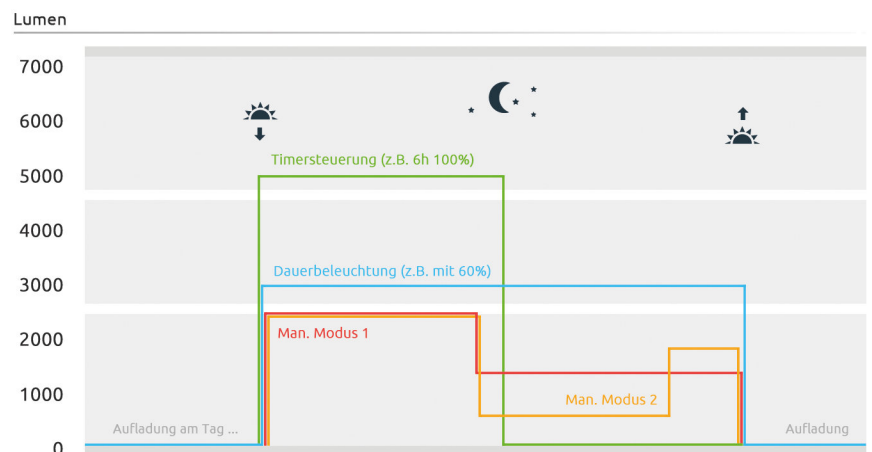 Lumen
7000
6000
Timersteuerung (z.B. 6h 100%)
5000
4000
Dauerbeleuchtung (z.B. mit 60%)
3000
Man. Modus 1
2000
1000
Man. Modus 2
Aufladung am Tag ...
Aufladung
0